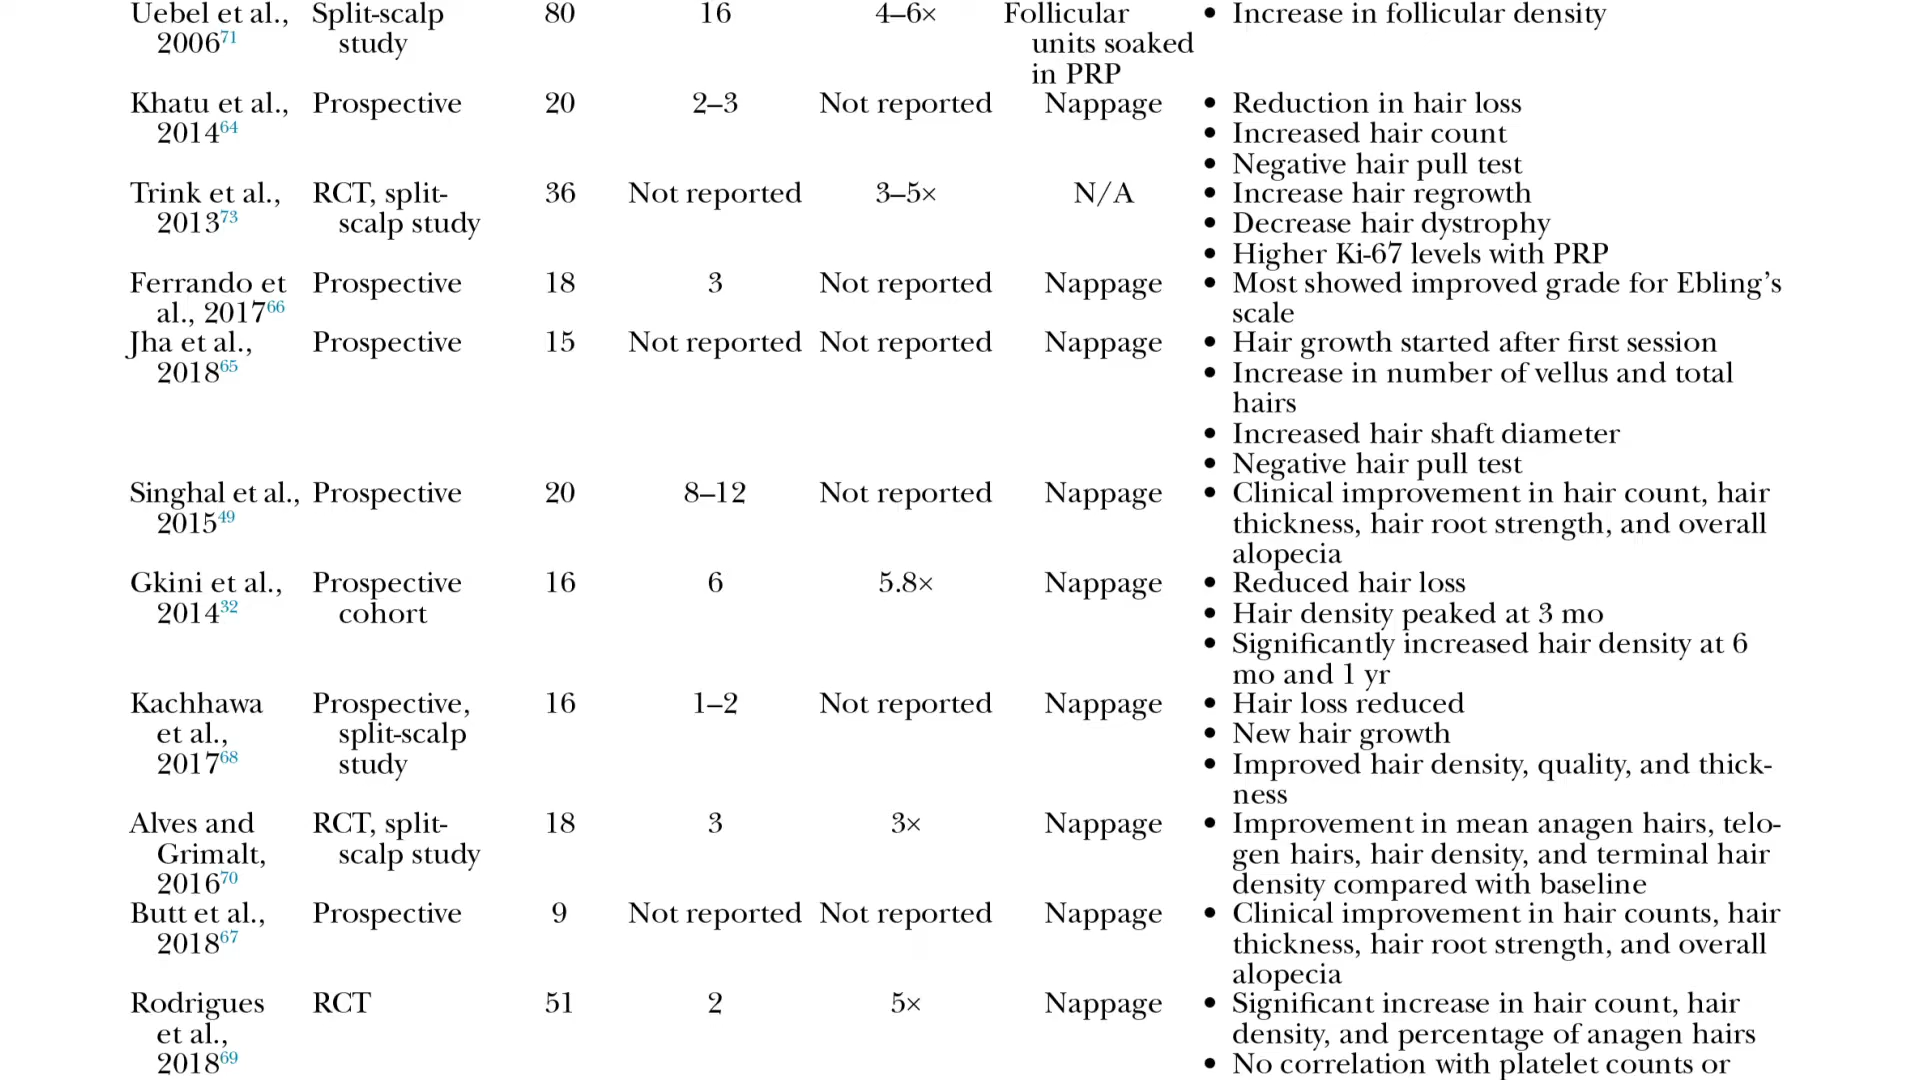 Uebel et al., Split-scalp 80 16 4–6× Follicular • Increase in follicular density
200671 study units soaked
in PRP
Khatu et al., Prospective 20 2–3 Not reported Nappage • Reduction in hair loss
201464 • Increased hair count
• Negative hair pull test
Trink et al., RCT, split- 36 Not reported 3–5× N/A • Increase hair regrowth
201373 scalp study • Decrease hair dystrophy
• Higher Ki-67 levels with PRP
Ferrando et Prospective 18 3 Not reported Nappage • Most showed improved grade for Ebling’s
al., 201766 scale
Jha et al., Prospective 15 Not reported Not reported Nappage • Hair growth started after first session
201865 • Increase in number of vellus and total
hairs
• Increased hair shaft diameter
• Negative hair pull test
Singhal et al., Prospective 20 8–12 Not reported Nappage • Clinical improvement in hair count, hair
201549 thickness, hair root strength, and overall
alopecia
Gkini et al., Prospective 16 6 5.8× Nappage • Reduced hair loss
201432 cohort • Hair density peaked at 3 mo
• Significantly increased hair density at 6
mo and 1 yr
Kachhawa Prospective, 16 1–2 Not reported Nappage • Hair loss reduced
et al., split-scalp • New hair growth
201768 study • Improved hair density, quality, and thick-
ness
Alves and RCT, split- 18 3 3× Nappage • Improvement in mean anagen hairs, telo-
Grimalt, scalp study gen hairs, hair density, and terminal hair
201670 density compared with baseline
Butt et al., Prospective 9 Not reported Not reported Nappage • Clinical improvement in hair counts, hair
201867 thickness, hair root strength, and overall
alopecia
Rodrigues RCT 51 2 5× Nappage • Significant increase in hair count, hair
et al., density, and percentage of anagen hairs
201869 • No correlation with platelet counts or